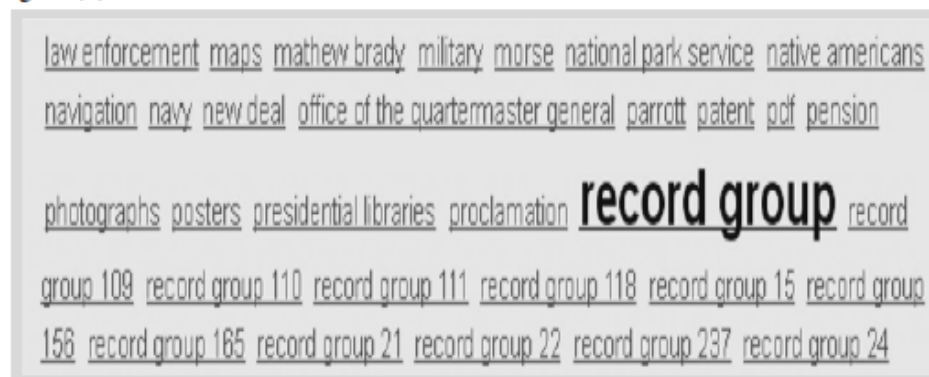 law enforcement maps mathew brady military morse national park service native americans
navigation navy new deal office of the quartermaster general parrott patent pdf pension
photographs posters presidential libraries proclamation record group record
group 109 record group 110 record group 111 record group 118 record group 15 record group
156 record group 165 record group 21 record group 22 record group 237 record group 24